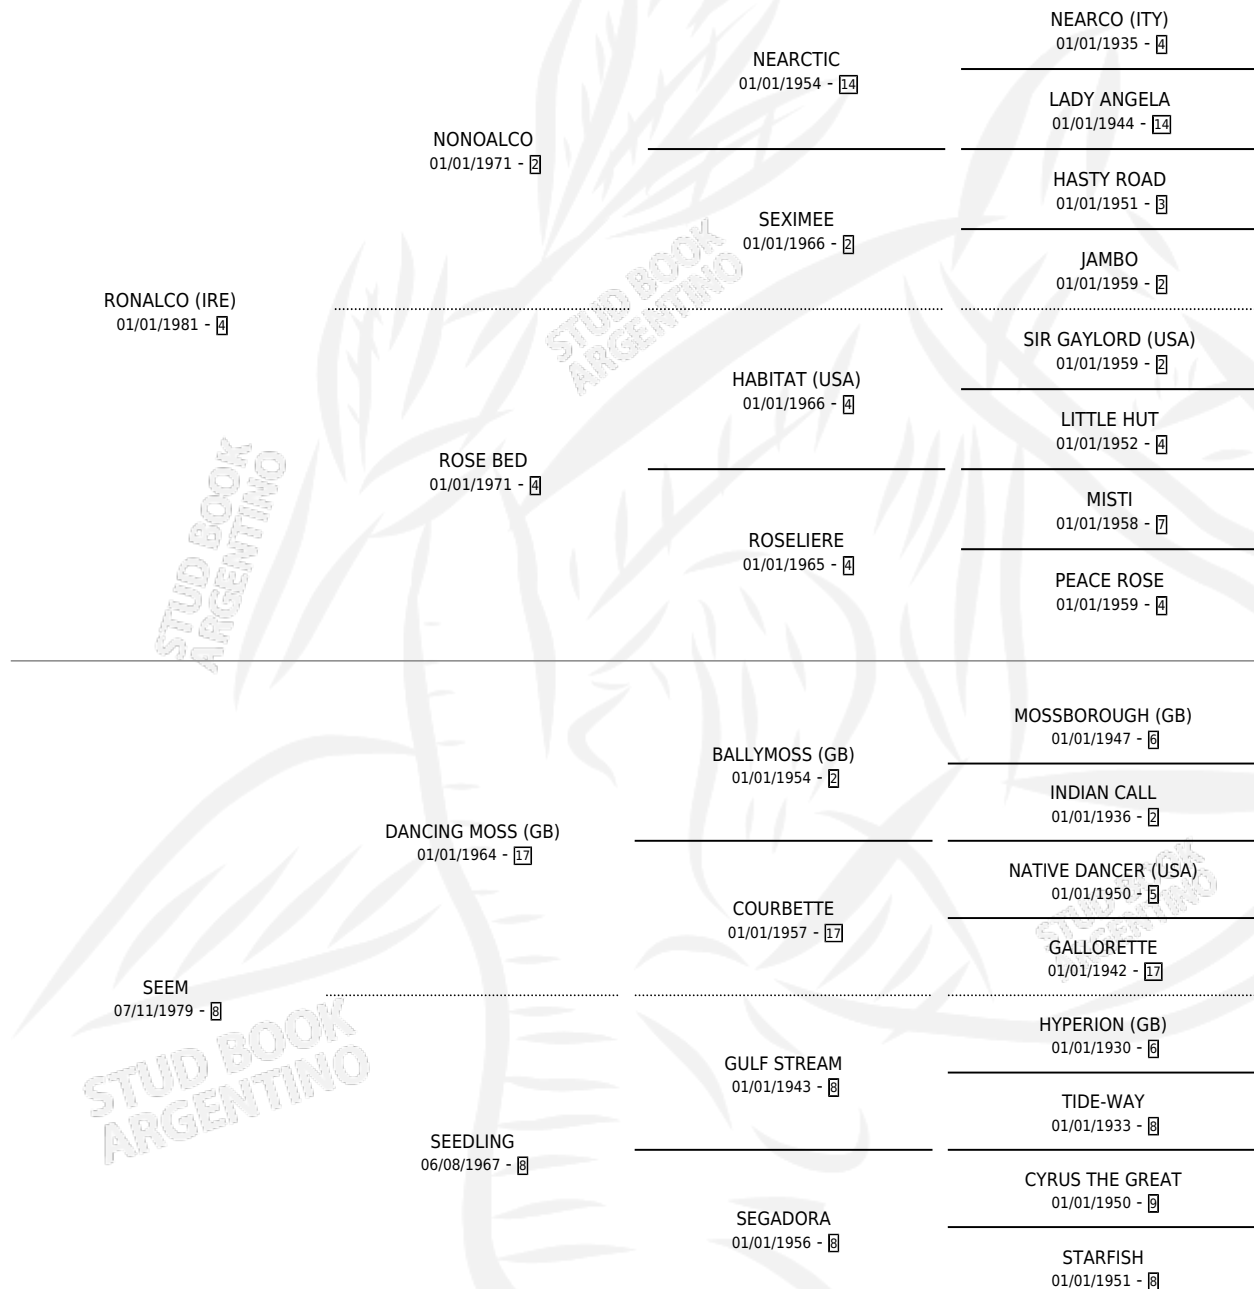 NEARCO (ITY)
01/01/1935 - 4
NEARCTIC
01/01/1954 - 14
LADY ANGELA
01/01/1944 - 14
NONOALCO
01/01/1971 - 2
HASTY ROAD
01/01/1951 - 3
SEXIMEE
01/01/1966 - 2
JAMBO
01/01/1959 - 2
RONALCO (IRE)
01/01/1981 - 4
SIR GAYLORD (USA)
01/01/1959 - 2
HABITAT (USA)
01/01/1966 - 4
LITTLE HUT
01/01/1952 - 4
ROSE BED
01/01/1971 - 4
MISTI
01/01/1958 - 7
ROSELIERE
01/01/1965 - 4
PEACE ROSE
01/01/1959 - 4
MOSSBOROUGH (GB)
01/01/1947 - 6
BALLYMOSS (GB)
01/01/1954 - 2
INDIAN CALL
01/01/1936 - 2
DANCING MOSS (GB)
01/01/1964 - 17
NATIVE DANCER (USA)
01/01/1950 - 5
COURBETTE
01/01/1957 - 17
GALLORETTE
01/01/1942 - 17
SEEM
07/11/1979 - 8
HYPERION (GB)
01/01/1930 - 6
GULF STREAM
01/01/1943 - 8
TIDE-WAY
01/01/1933 - 8
SEEDLING
06/08/1967 - 8
CYRUS THE GREAT
01/01/1950 - 9
SEGADORA
01/01/1956 - 8
STARFISH
01/01/1951 - 8
STUD BOOK
ARGENTINO
STUD BOOK
ARGENTINO
STUD BOOK
ARGENTINO
STUD BOOK
ARGENTINO